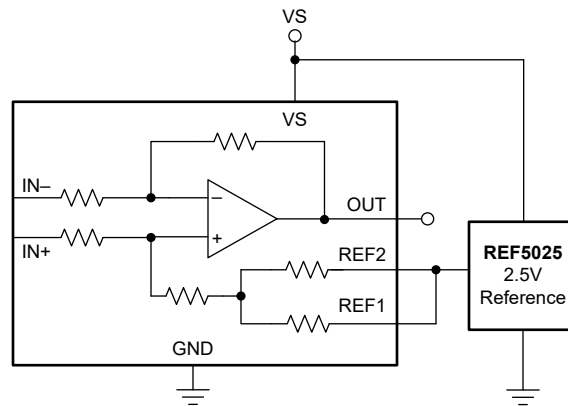 VS
VS
IN–
OUT
IN+
REF2
REF1
GND
REF5025
2.5V
Reference